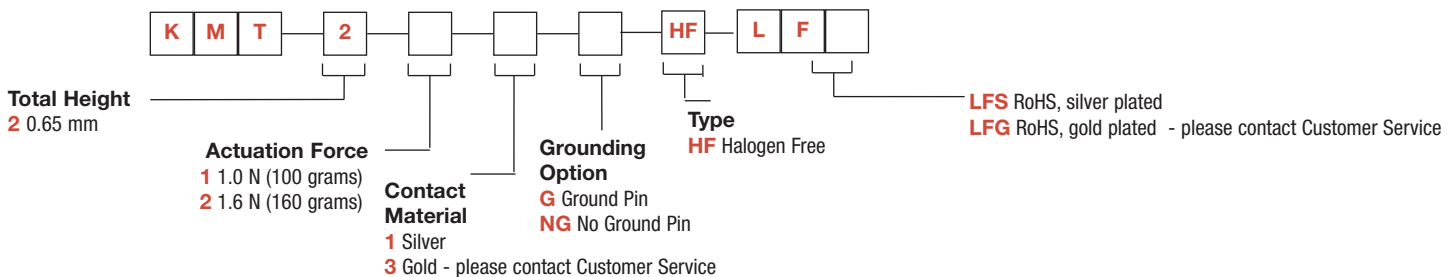 K M T 2 HF L F
Total Height
2 0.65 mm
Actuation Force
1 1.0 N (100 grams)
2 1.6 N (160 grams)
Contact
Material
1 Silver
3 Gold - please contact Customer Service
Grounding
Option
G Ground Pin
NG No Ground Pin
Type
HF Halogen Free
LFS RoHS, silver plated
LFG RoHS, gold plated - please contact Customer Service